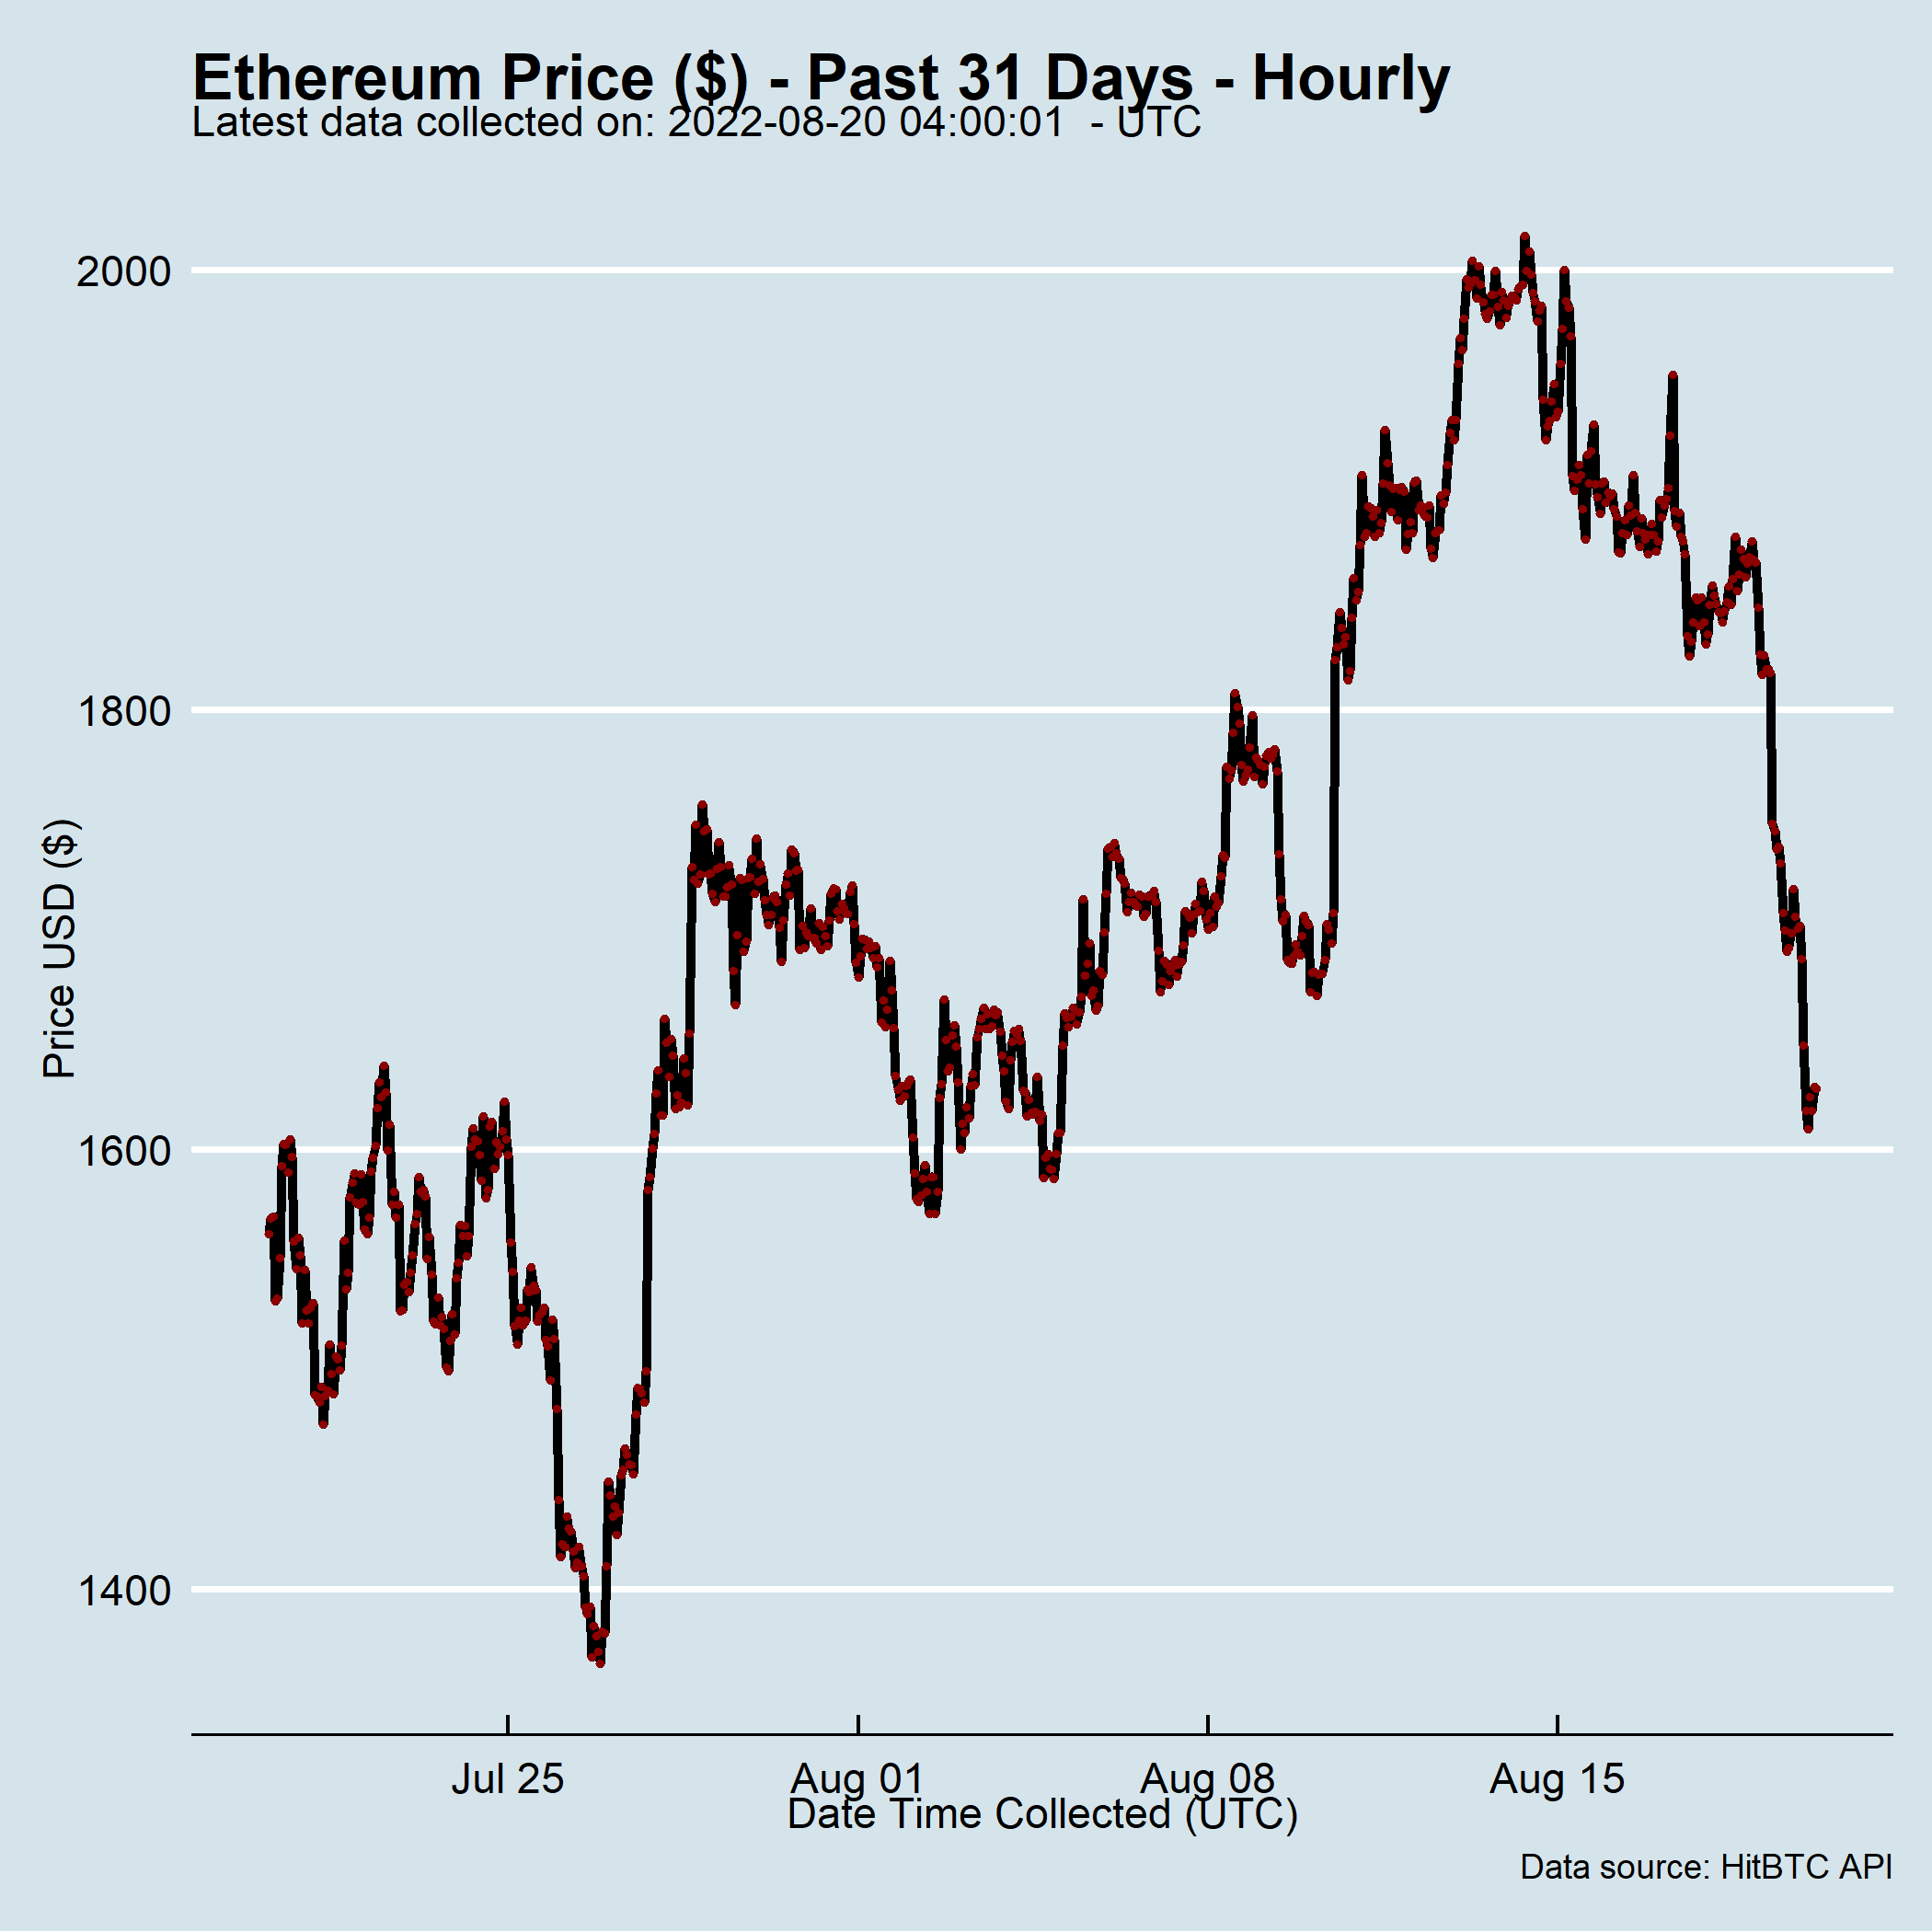 Ethereum Price ($) - Past 31 Days - Hourly
Latest data collected on: 2022-08-20 04:00:01  - UTC
2000
1800
1600
1400
Price USD ($)
Jul 25
Aug 01
Aug 08
Aug 15
Date Time Collected (UTC)
Data source: HitBTC API